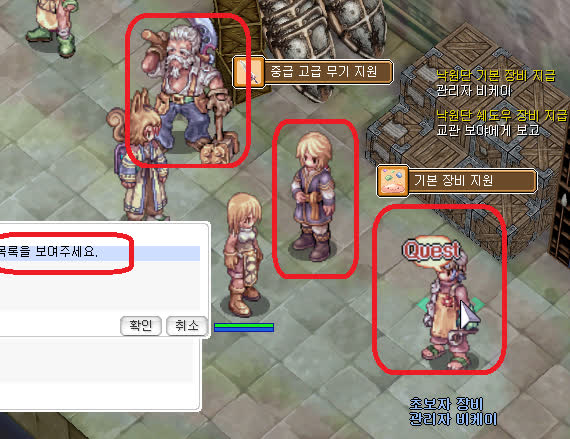 중급 고급 무기 지원
낙원단 기본 장비 지급
관리자 비케이
낙원단 쉐도우 장비 지급
교관 보야에게 보고
기본 장비 지원
Quest
목록을 보여주세요.
확인
취소
초보자 장비
관리자 비케이